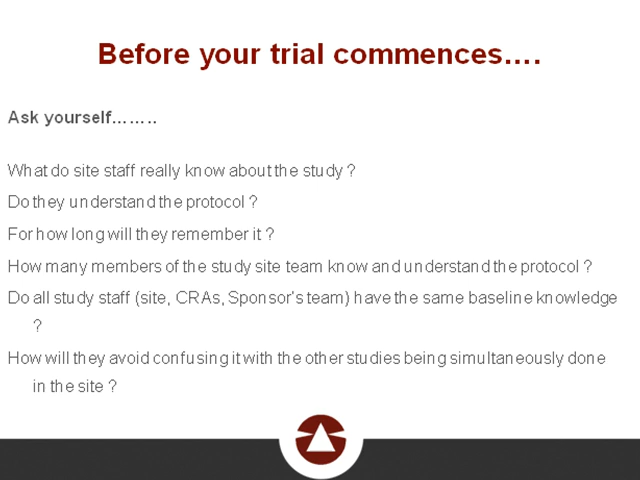 Before your trial commences....
Ask yourself........
What do site staff really know about the study ?
Do they understand the protocol ?
For how long will they remember it ?
How many members of the study site team know and understand the protocol ?
Do all study staff (site, CRAs, Sponsor's team) have the same baseline knowledge
?
How will they avoid confusing it with the other studies being simultaneously done
in the site ?